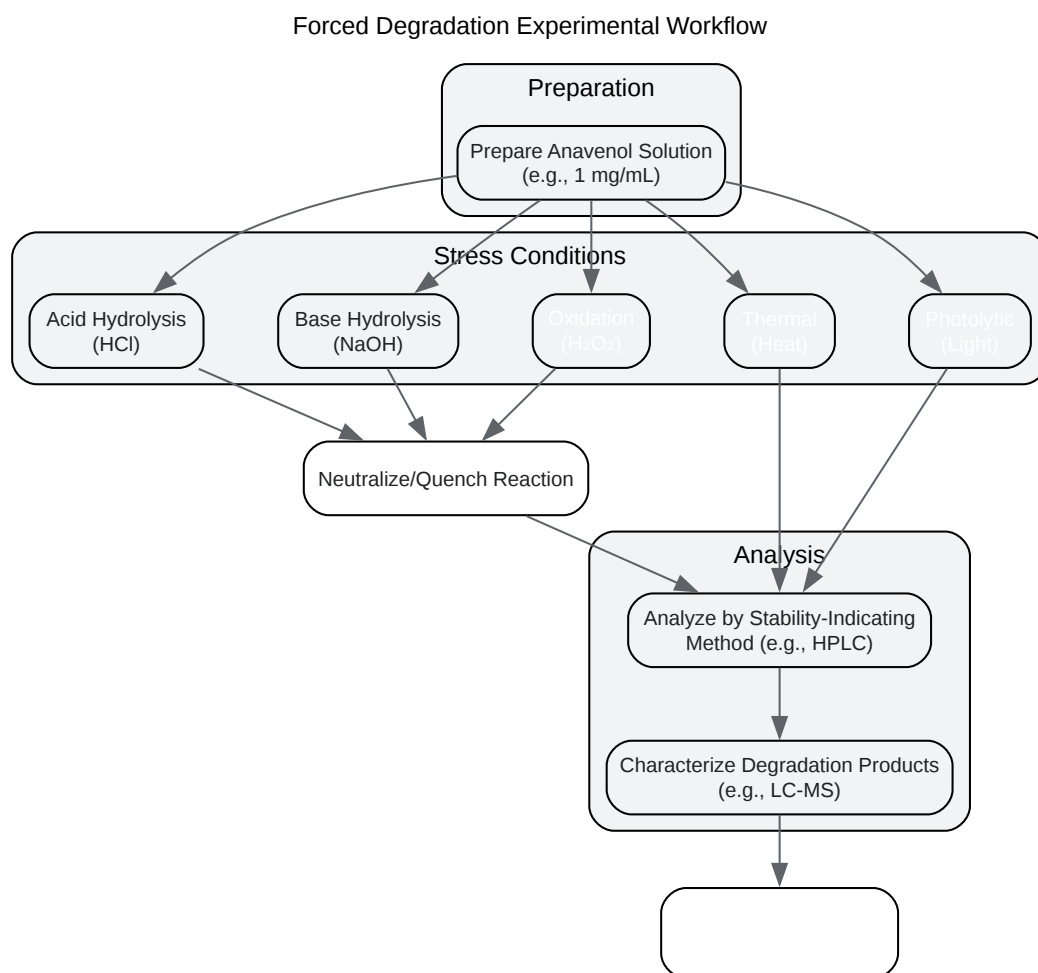 Forced Degradation Experimental Workflow
Preparation
Prepare Anavenol Solution
(e.g., 1 mg/mL)
Stress Conditions
Acid Hydrolysis
(HCl)
Base Hydrolysis
(NaOH)
Oxidation
(H₂O₂)
Thermal
(Heat)
Photolytic
(Light)
Neutralize/Quench Reaction
Analysis
Analyze by Stability-Indicating
Method (e.g., HPLC)
Characterize Degradation Products
(e.g., LC-MS)